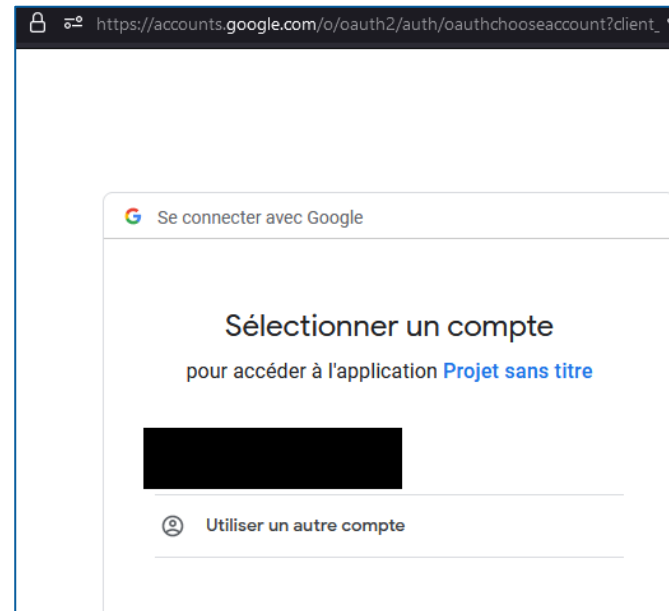 https://accounts.google.com/o/oauth2/auth/oauthchooseaccount?client_
Se connecter avec Google
Sélectionner un compte
pour accéder à l'application Projet sans titre
Utiliser un autre compte